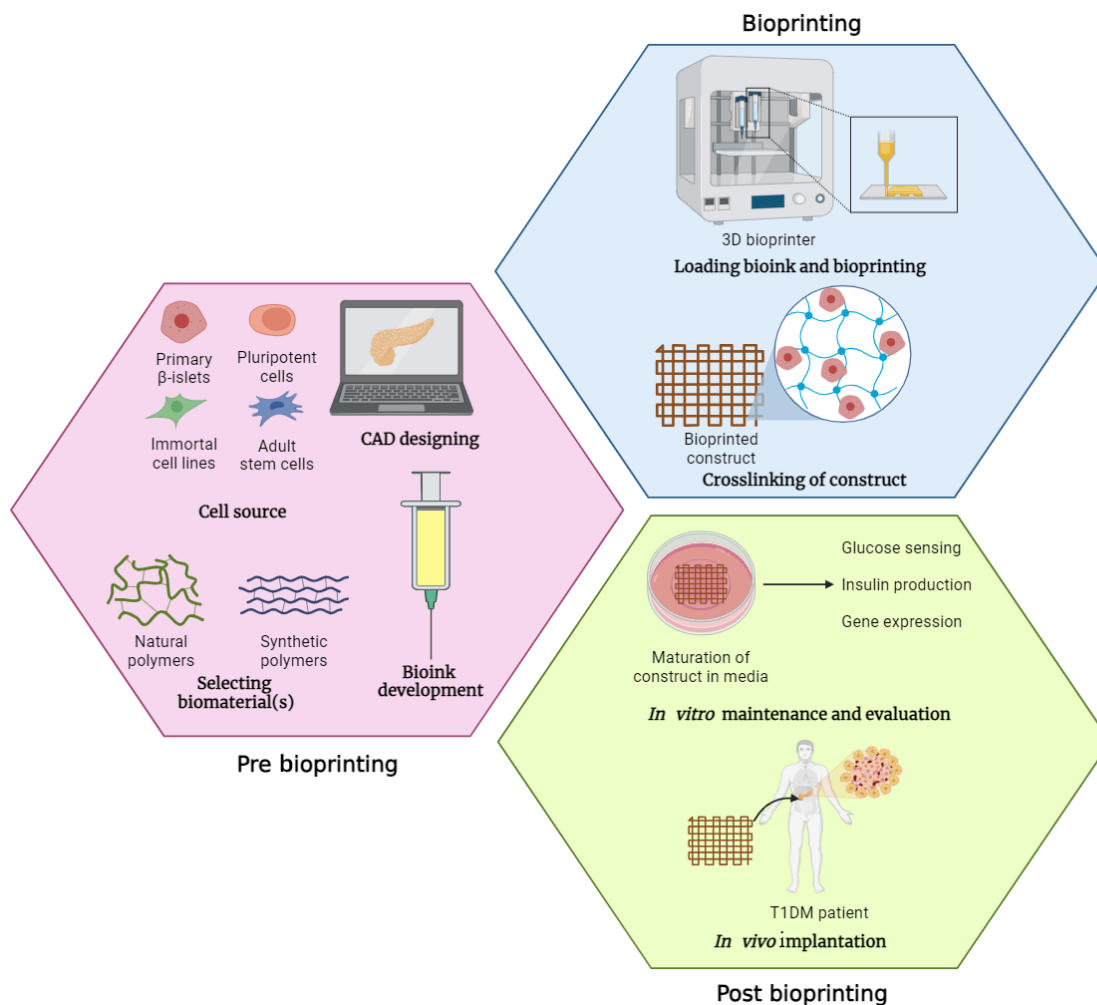 Bioprinting
3D bioprinter
Loading bioink and bioprinting
Bioprinted
construct
Crosslinking of construct
Primary
β-islets
Pluripotent
cells
Immortal
cell lines
Adult
stem cells
CAD designing
Cell source
Natural
polymers
Synthetic
polymers
Selecting
biomaterial(s)
Bioink
development
Pre bioprinting
Glucose sensing
Insulin production
Gene expression
Maturation of
construct in media
In vitro maintenance and evaluation
T1DM patient
In vivo implantation
Post bioprinting